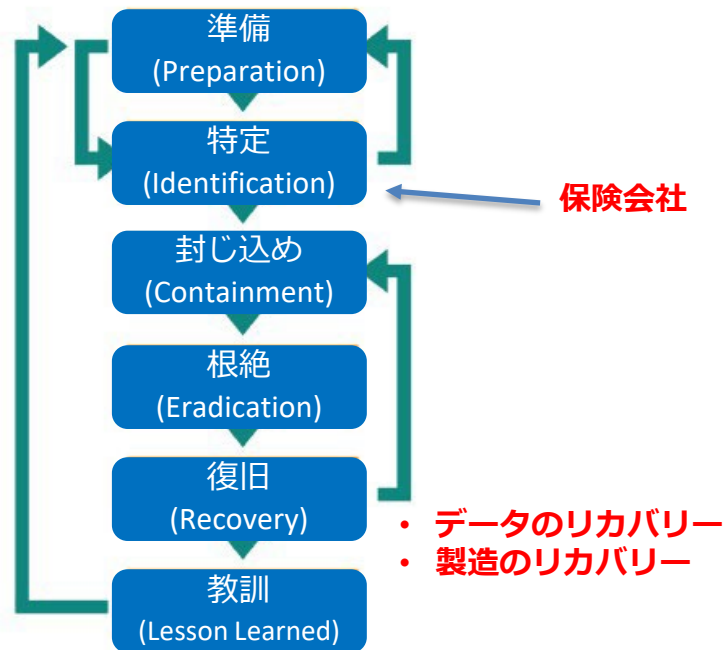 準備
(Preparation)
特定
(Identification)
保険会社
封じ込め
(Containment)
根絶
(Eradication)
復旧
(Recovery)
・ データのリカバリー
・ 製造のリカバリー
教訓
(Lesson Learned)